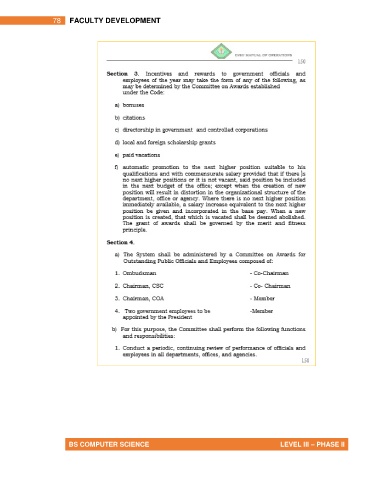 78 FACULTY DEVELOPMENT
130
Section 3. Incentives and rewards to government officials and
employees of the year may take the form of any of the following, as
may be determined by the Committee on Awards established
under the Code:
a) bonuses
b) citations
c) directorship in government and controlled corporations
d) local and foreign scholarship grants
e) paid vacations
f) automatic promotion to the next higher position suitable to his
qualifications and with commensurate salary provided that if there is
no next higher positions or it is not vacant, said position be included
in the next budget of the office; except when the creation of new
position will result in distortion in the organizational structure of the
department, office or agency. Where there is no next higher position
immediately available, a salary increase equivalent to the next higher
position be given and incorporated in the base pay. When a new
position is created, that which is vacated shall be deemed abolished.
The grant of awards shall be governed by the merit and fitness
principle.
Section 4.
a) The System shall be administered by a Committee on Awards for
Outstanding Public Officials and Employees composed of:
1. Ombudsman - Co-Chairman
2. Chairman, CSC - Co- Chairman
3. Chairman, COA - Member
4. Two government employees to be -Member
appointed by the President
b) For this purpose, the Committee shall perform the following functions
and responsibilities:
1. Conduct a periodic, continuing review of performance of officials and
employees in all departments, offices, and agencies.
BS COMPUTER SCIENCE LEVEL III – PHASE II